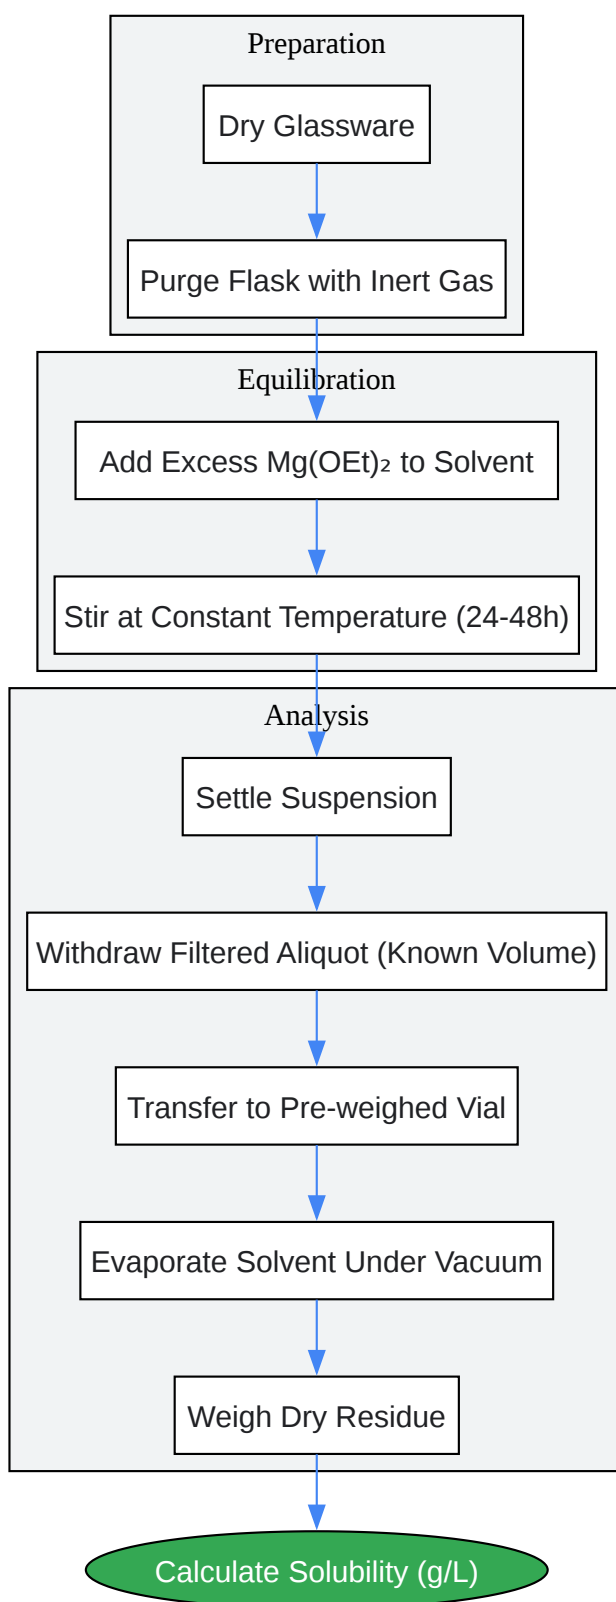 Preparation
Dry Glassware
Purge Flask with Inert Gas
Equilibration
Add Excess Mg(OEt)₂ to Solvent
Stir at Constant Temperature (24-48h)
Analysis
Settle Suspension
Withdraw Filtered Aliquot (Known Volume)
Transfer to Pre-weighed Vial
Evaporate Solvent Under Vacuum
Weigh Dry Residue
Calculate Solubility (g/L)